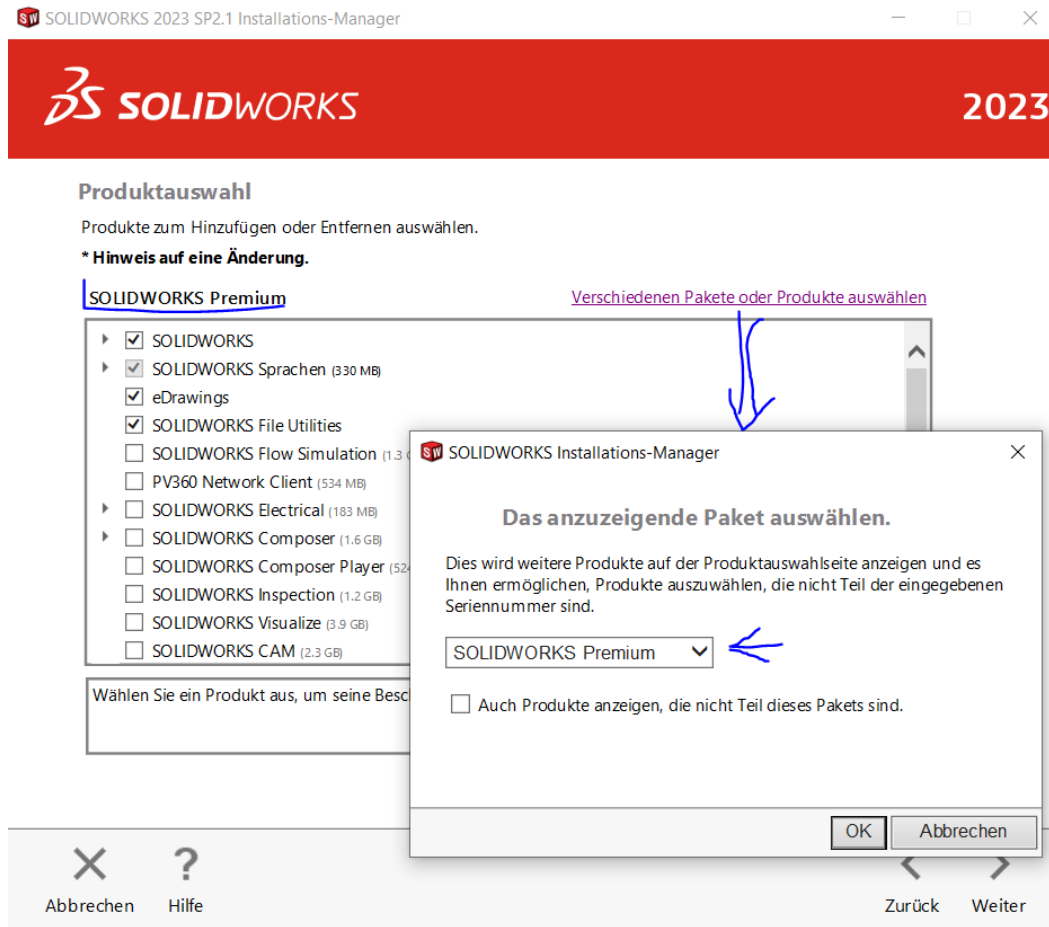 SOLIDWORKS 2023 SP2.1 Installations-Manager
SOLIDWORKS
2023
Produktauswahl
Produkte zum Hinzufügen oder Entfernen auswählen.
* Hinweis auf eine Änderung.
SOLIDWORKS Premium
Verschiedenen Pakete oder Produkte auswählen
SOLIDWORKS
SOLIDWORKS Sprachen (330 MB)
eDrawings
SOLIDWORKS File Utilities
SOLIDWORKS Flow Simulation (1.3
PV360 Network Client (534 MB)
SOLIDWORKS Electrical (183 MB)
SOLIDWORKS Composer (1.6 GB)
SOLIDWORKS Composer Player (524
SOLIDWORKS Inspection (1.2 GB)
SOLIDWORKS Visualize (3.9 GB)
SOLIDWORKS CAM (2.3 GB)
Wählen Sie ein Produkt aus, um seine Besc
SOLIDWORKS Installations-Manager
Das anzuzeigende Paket auswählen.
Dies wird weitere Produkte auf der Produktauswahlseite anzeigen und es
Ihnen ermöglichen, Produkte auszuwählen, die nicht Teil der eingegebenen
Seriennummer sind.
SOLIDWORKS Premium
Auch Produkte anzeigen, die nicht Teil dieses Pakets sind.
OK
Abbrechen
Abbrechen
Hilfe
Zurück
Weiter